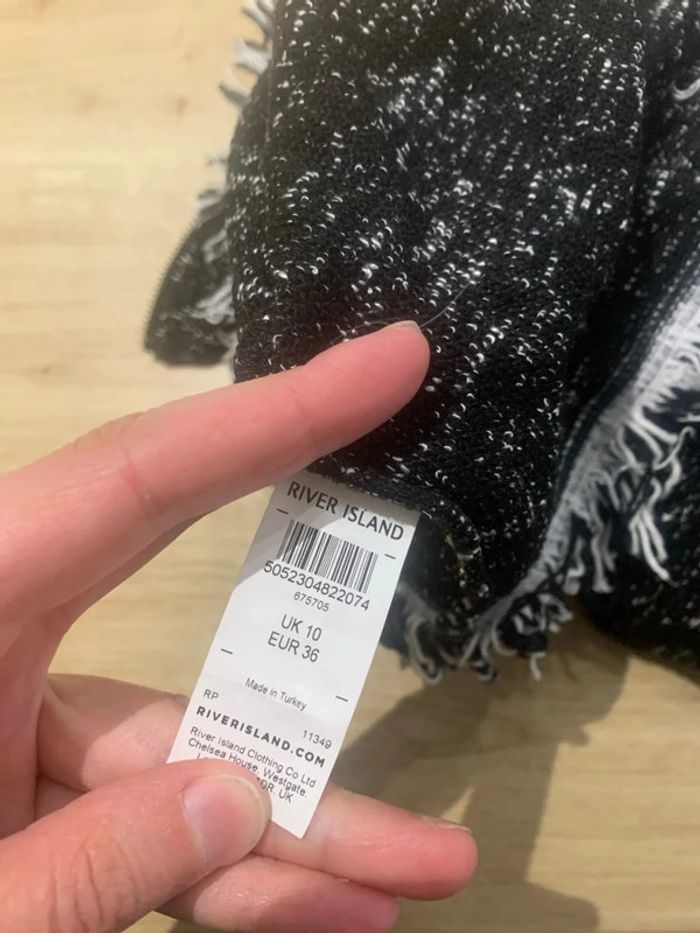 RIVER ISLAND
5052304822074
675705
UK 10
EUR 36
Made in Turkey
RP
11349
RIVERISLAND.COM
River Island Clothing Co Ltd
Chelsea House, Westgate,
UK